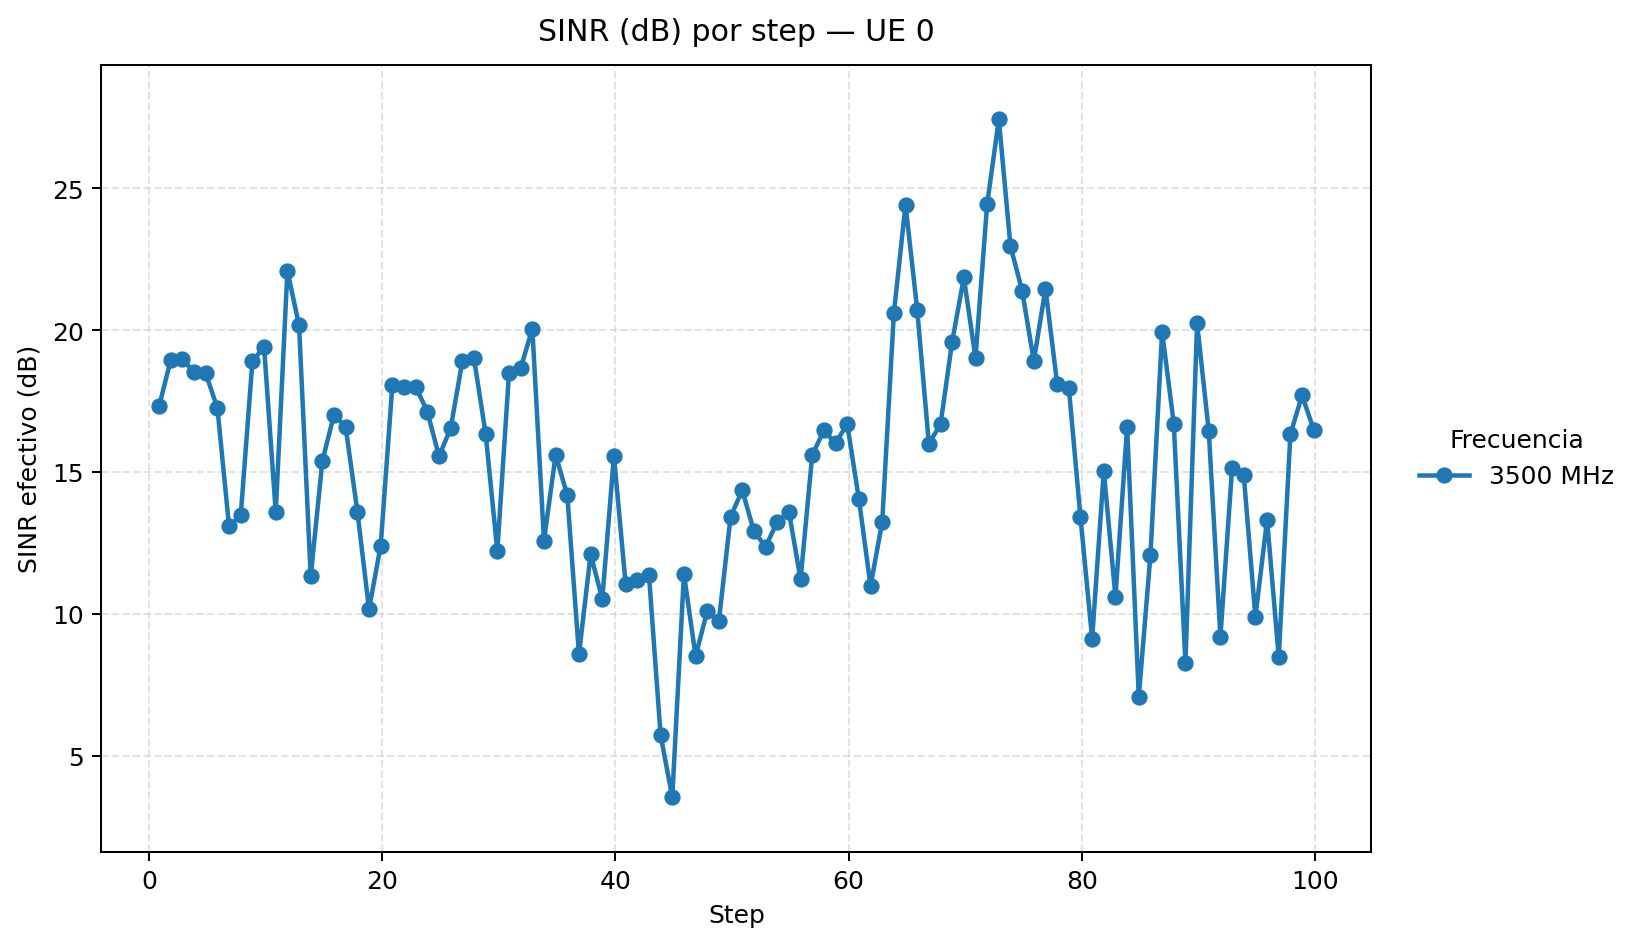 SINR (dB) por step — UE 0
SINR efectivo (dB)
25
20
15
10
5
0 20 40 60 80 100
Step
Frecuencia
3500 MHz